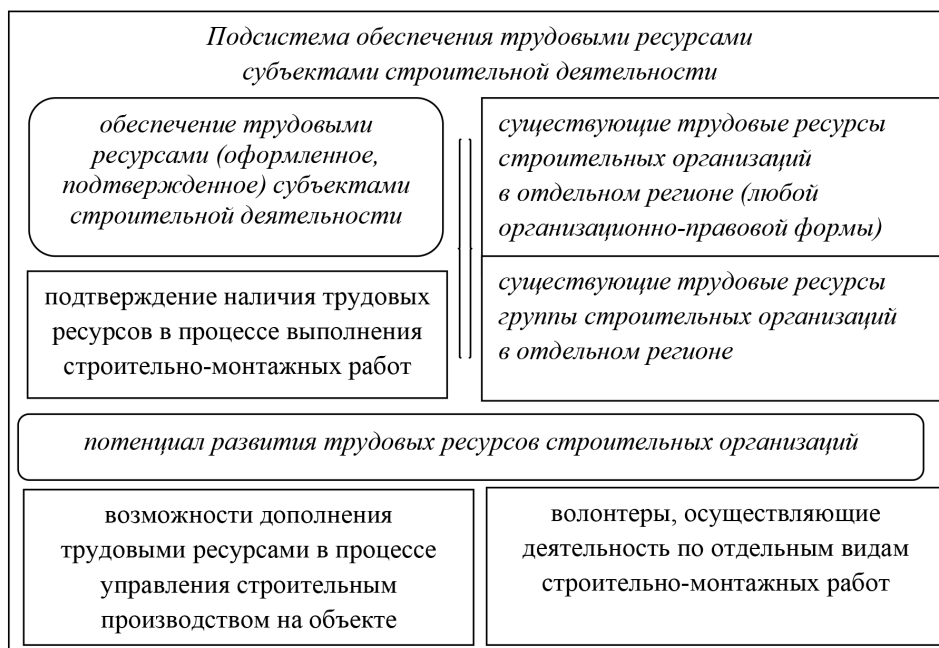 Подсистема обеспечения трудовыми ресурсами
субъектами строительной деятельности
обеспечение трудовыми
ресурсами (оформленное,
подтвержденное) субъектами
строительной деятельности
подтверждение наличия трудовых
ресурсов в процессе выполнения
строительно-монтажных работ
существующие трудовые ресурсы
строительных организаций
в отдельном регионе (любой
организационно-правовой формы)
существующие трудовые ресурсы
группы строительных организаций
в отдельном регионе
потенциал развития трудовых ресурсов строительных организаций
возможности дополнения
трудовыми ресурсами в процессе
управления строительным
производством на объекте
волонтеры, осуществляющие
деятельность по отдельным видам
строительно-монтажных работ